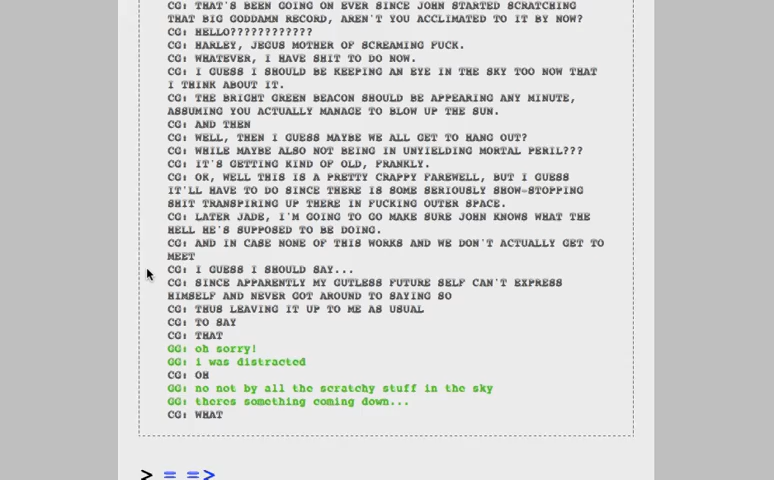 CG: THAT'S BEEN GOING ON EVER SINCE JOHN STARTED SCRATCHING
THAT BIG GODDAMN RECORD, AREN'T YOU ACCLIMATED TO IT BY NOW?
CG: HELLO????????????
CG: HARLEY, JEGUS MOTHER OF SCREAMING FUCK.
CG: WHATEVER, I HAVE SHIT TO DO NOW.
CG: I GUESS I SHOULD BE KEEPING AN EYE IN THE SKY TOO NOW THAT
I THINK ABOUT IT.
CG: THE BRIGHT GREEN BEACON SHOULD BE APPEARING ANY MINUTE,
ASSUMING YOU ACTUALLY MANAGE TO BLOW UP THE SUN.
CG: AND THEN
CG: WELL, THEN I GUESS MAYBE WE ALL GET TO HANG OUT?
CG: WHILE MAYBE ALSO NOT BEING IN UNYIELDING MORTAL PERIL???
CG: IT'S GETTING KIND OF OLD, FRANKLY.
CG: OK, WELL THIS IS A PRETTY CRAPPY FAREWELL, BUT I GUESS
IT'LL HAVE TO DO SINCE THERE IS SOME SERIOUSLY SHOW-STOPPING
SHIT TRANSPIRING UP THERE IN FUCKING OUTER SPACE.
CG: LATER JADE, I'M GOING TO GO MAKE SURE JOHN KNOWS WHAT THE
HELL HE'S SUPPOSED TO BE DOING.
CG: AND IN CASE NONE OF THIS WORKS AND WE DON'T ACTUALLY GET TO
MEET
CG: I GUESS I SHOULD SAY...
CG: SINCE APPARENTLY MY GUTLESS FUTURE SELF CAN'T EXPRESS
HIMSELF AND NEVER GOT AROUND TO SAYING SO
CG: THUS LEAVING IT UP TO ME AS USUAL
CG: TO SAY
CG: THAT
GG: oh sorry!
GG: i was distracted
CG: OH
GG: no not by all the scratchy stuff in the sky
GG: theres something coming down...
CG: WHAT
> = =>